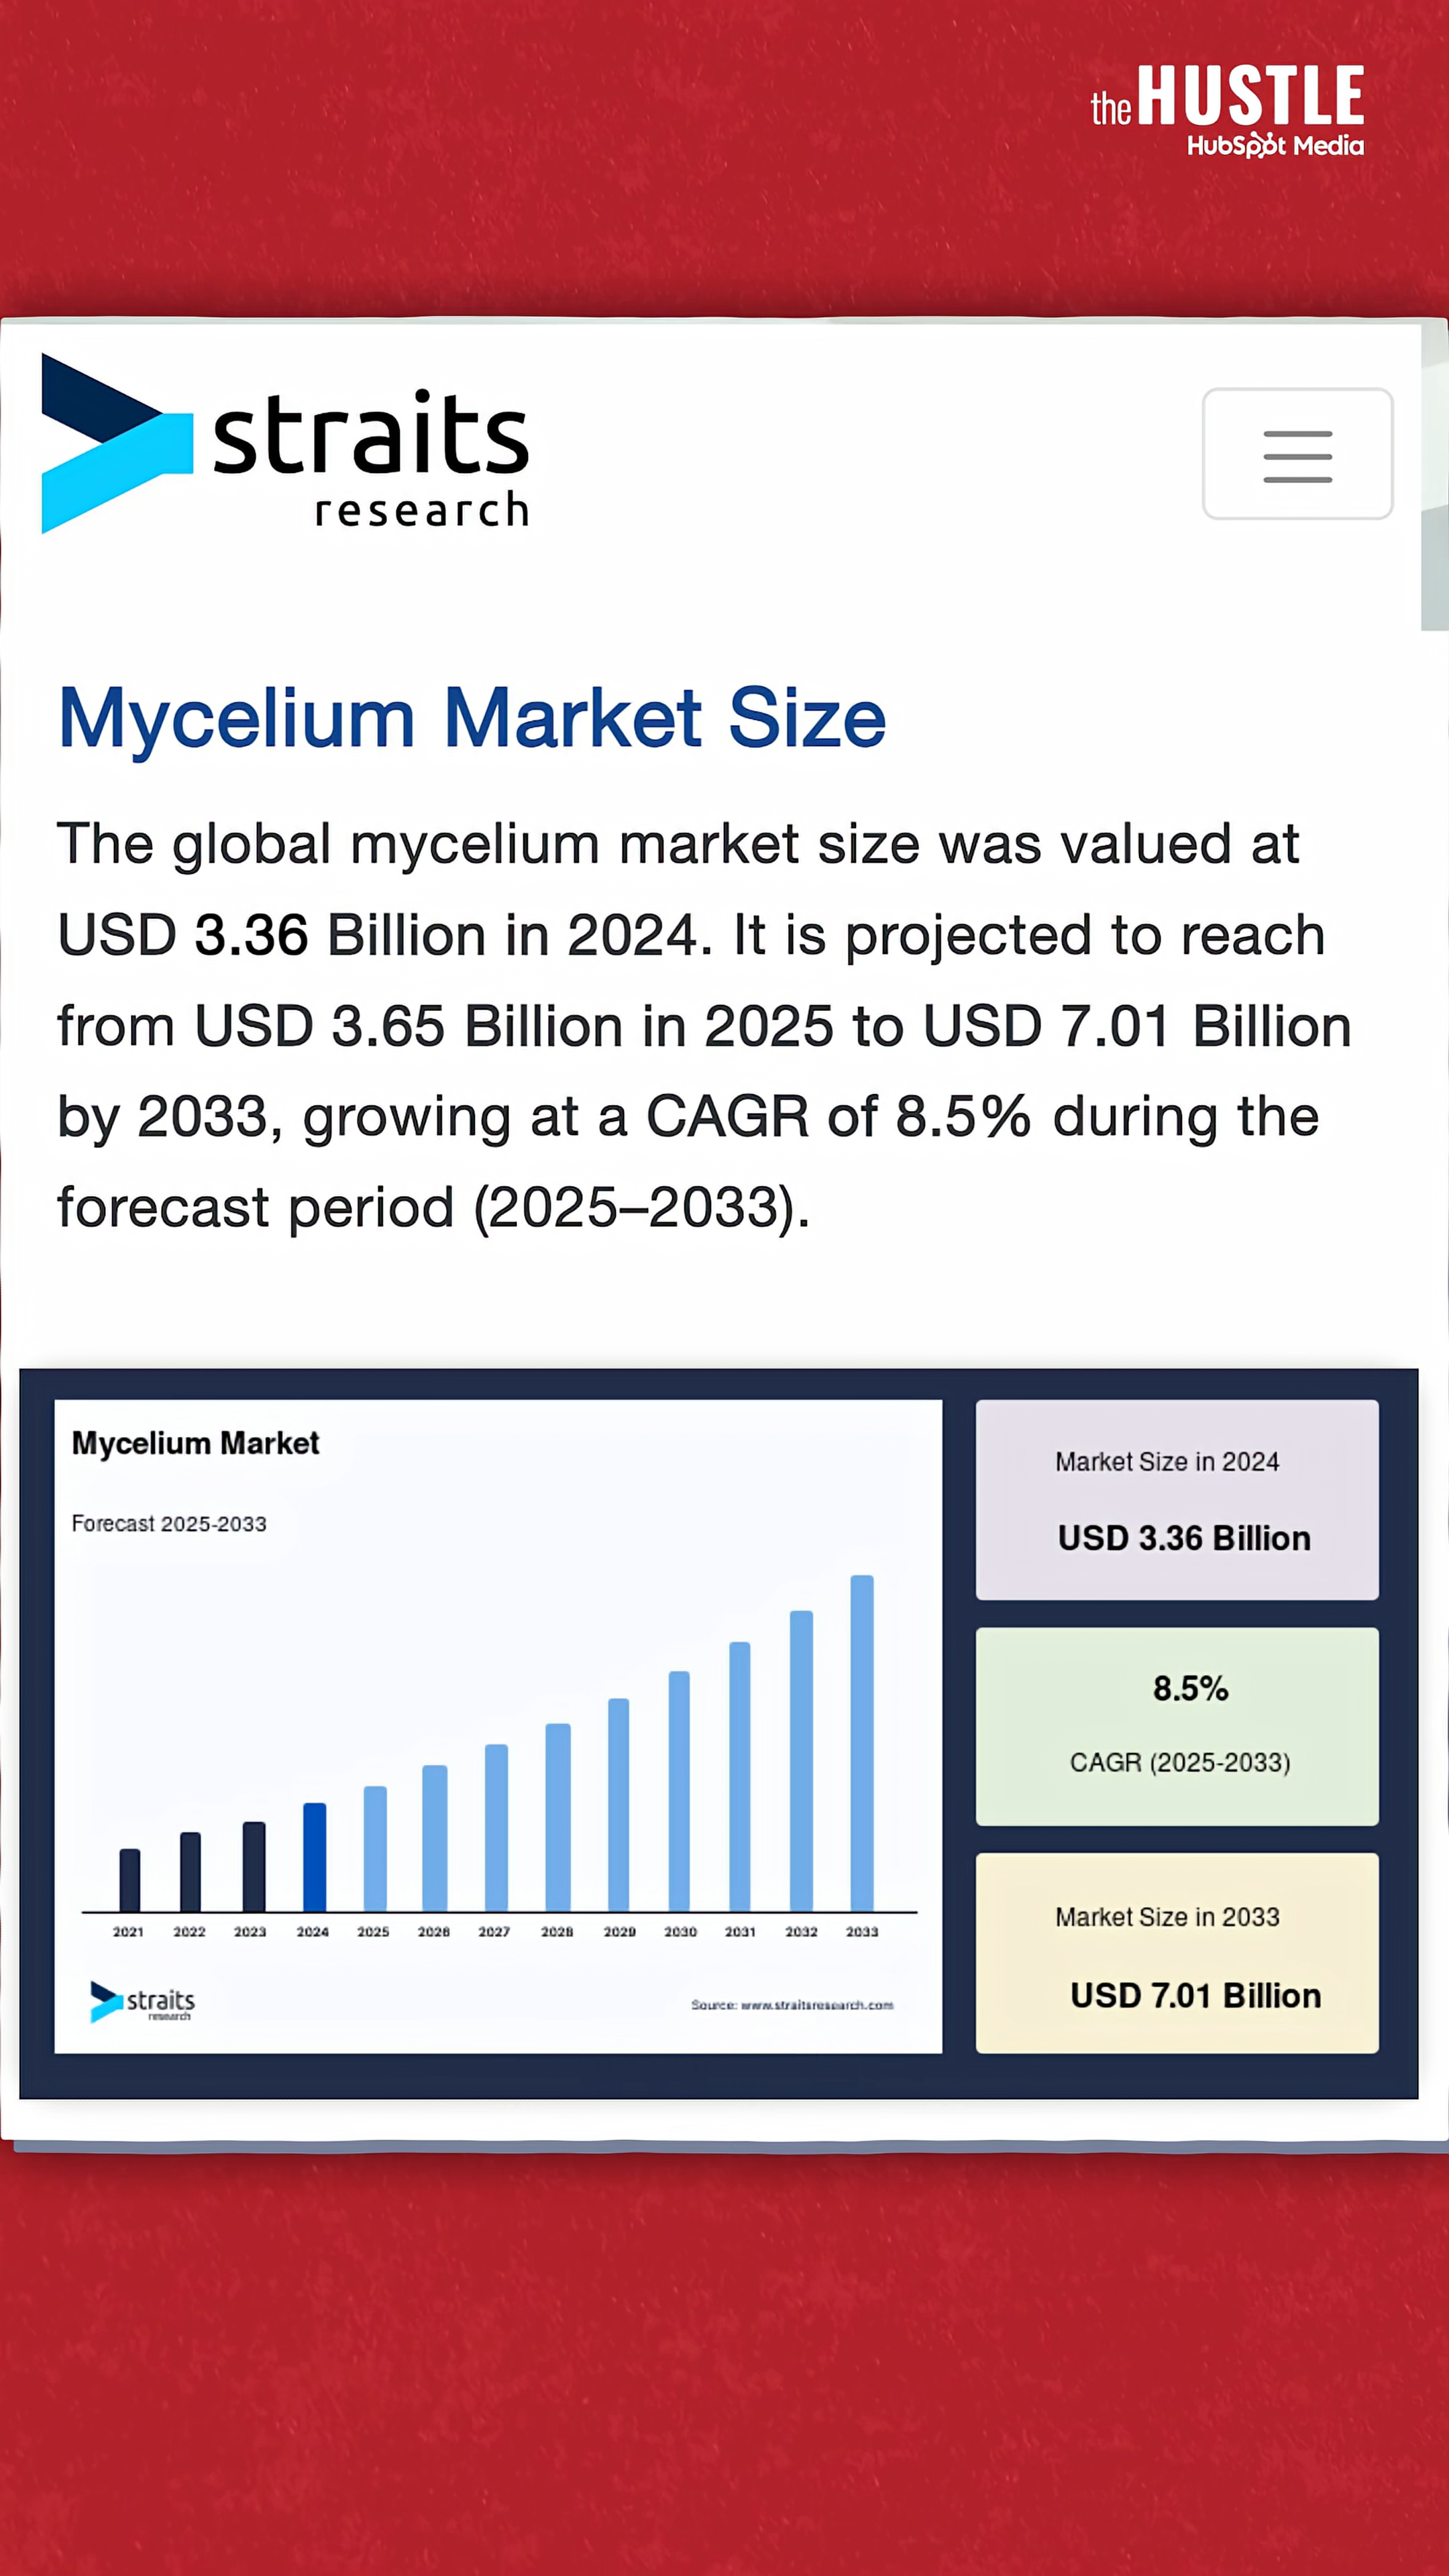 the HUSTLE
HubSpot Media
straits
research
Mycelium Market Size
The global mycelium market size was valued at
USD 3.36 Billion in 2024. It is projected to reach
from USD 3.65 Billion in 2025 to USD 7.01 Billion
by 2033, growing at a CAGR of 8.5% during the
forecast period (2025–2033).
Mycelium Market
Forecast 2025-2033
2021 2022 2023 2024 2025 2026 2027 2028 2029 2030 2031 2032 2033
straits
research
Source: www.straitsresearch.com
Market Size in 2024
USD 3.36 Billion
8.5%
CAGR (2025-2033)
Market Size in 2033
USD 7.01 Billion